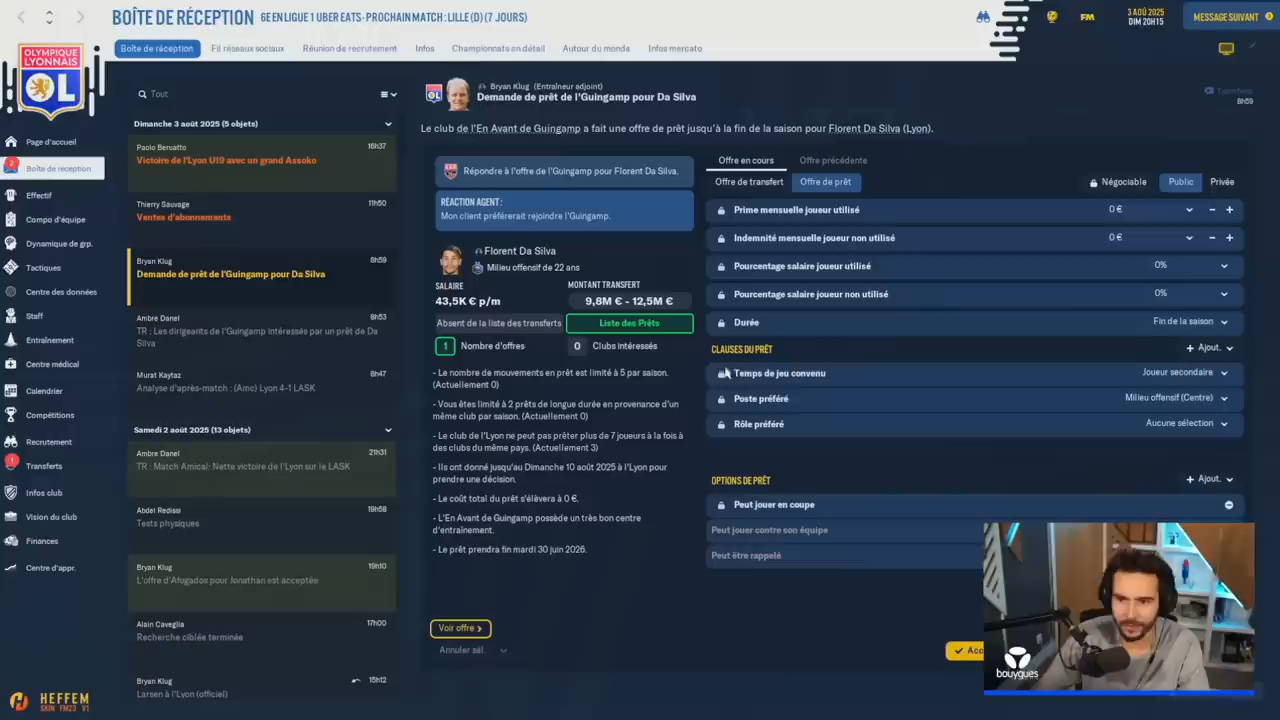 BOÎTE DE RÉCEPTION 6E EN LIGUE 1 UBER EATS - PROCHAIN MATCH : LILLE (D) (7 JOURS)
FM
3 AOÛ 2025
DIM 20H15
MESSAGE SUIVANT
Boîte de réception
Fil réseaux sociaux
Réunion de recrutement
Infos
Championnats en détail
Autour du monde
Infos mercato
OLYMPIQUE
LYONNAIS
OL
Page d'accueil
2
Boîte de réception
Effectif
Compo d'équipe
Dynamique de grp.
Tactiques
Centre des données
Staff
Entraînement
Centre médical
Calendrier
Compétitions
Recrutement
1
Transferts
Infos club
Vision du club
Finances
Centre d'appr.
HEFFEM
SKIN FM23 V1
Tout
Dimanche 3 août 2025 (5 objets)
Paolo Beruatto 16h37
Victoire de l'Lyon U19 avec un grand Assoko
Thierry Sauvage 11h50
Ventes d'abonnements
Bryan Klug 8h59
Demande de prêt de l'Guingamp pour Da Silva
Ambre Danel 8h53
TR : Les dirigeants de l'Guingamp intéressés par un prêt de Da
Silva
Murat Kaytaz 8h47
Analyse d'après-match : (Amc) Lyon 4-1 LASK
Samedi 2 août 2025 (13 objets)
Ambre Danel 21h31
TR : Match Amical: Nette victoire de l'Lyon sur le LASK
Abdel Redissi 19h58
Tests physiques
Bryan Klug 19h10
L'offre d'Afogados pour Jonathan est acceptée
Alain Caveglia 17h00
Recherche ciblée terminée
Bryan Klug 15h12
Larsen à l'Lyon (officiel)
Bryan Klug (Entraîneur adjoint)
Demande de prêt de l'Guingamp pour Da Silva
Transferts
8h59
Le club de l'En Avant de Guingamp a fait une offre de prêt jusqu'à la fin de la saison pour Florent Da Silva (Lyon).
Répondre à l'offre de l'Guingamp pour Florent Da Silva.
RÉACTION AGENT :
Mon client préférerait rejoindre l'Guingamp.
Florent Da Silva
Milieu offensif de 22 ans
SALAIRE
43,5K € p/m
MONTANT TRANSFERT
9,8M € - 12,5M €
Absent de la liste des transferts
Liste des Prêts
1 Nombre d'offres
0 Clubs intéressés
- Le nombre de mouvements en prêt est limité à 5 par saison.
(Actuellement 0)
- Vous êtes limité à 2 prêts de longue durée en provenance d'un
même club par saison. (Actuellement 0)
- Le club de l'Lyon ne peut pas prêter plus de 7 joueurs à la fois à
des clubs du même pays. (Actuellement 3)
- Ils ont donné jusqu'au Dimanche 10 août 2025 à l'Lyon pour
prendre une décision.
- Le coût total du prêt s'élèvera à 0 €.
- L'En Avant de Guingamp possède un très bon centre
d'entraînement.
- Le prêt prendra fin mardi 30 juin 2026.
Voir offre
Annuler sél.
Offre en cours
Offre précédente
Offre de transfert
Offre de prêt
Négociable
Public
Privée
Prime mensuelle joueur utilisé 0 €
Indemnité mensuelle joueur non utilisé 0 €
Pourcentage salaire joueur utilisé 0%
Pourcentage salaire joueur non utilisé 0%
Durée Fin de la saison
CLAUSES DU PRÊT + Ajout.
Temps de jeu convenu Joueur secondaire
Poste préféré Milieu offensif (Centre)
Rôle préféré Aucune sélection
OPTIONS DE PRÊT + Ajout.
Peut jouer en coupe
Peut jouer contre son équipe
Peut être rappelé
bouygues